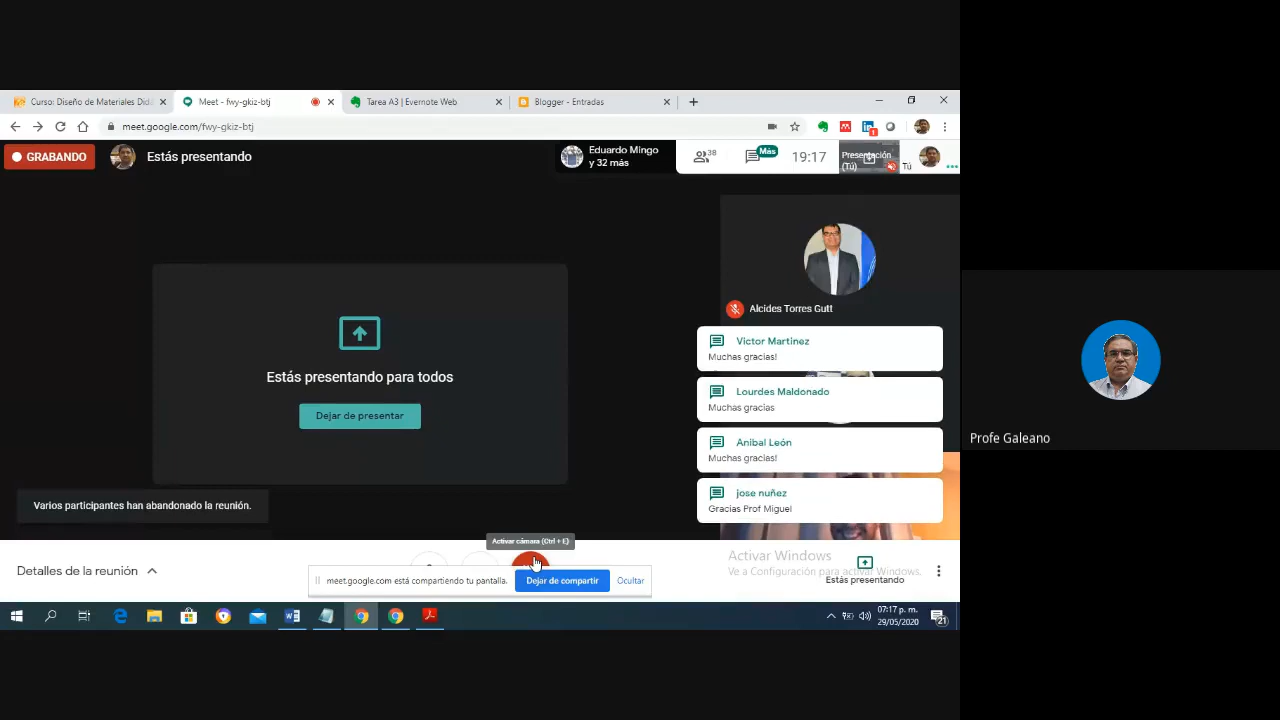 Curso: Diseño de Materiales Did
Meet - fwy-gkiz-btj
Tarea A3 | Evernote Web
Blogger - Entradas
meet.google.com/fwy-gkiz-btj
GRABANDO
Estás presentando
Eduardo Mingo
y 32 más
38
Más
19:17
Presentación
(Tú)
Tú
Alcides Torres Gutt
Estás presentando para todos
Dejar de presentar
Victor Martinez
Muchas gracias!
Lourdes Maldonado
Muchas gracias
Anibal León
Muchas gracias!
jose nuñez
Gracias Prof Miguel
Profe Galeano
Varios participantes han abandonado la reunión.
Activar cámara (Ctrl + E)
Detalles de la reunión
meet.google.com está compartiendo tu pantalla.
Dejar de compartir
Ocultar
Activar Windows
Ve a Configuración para activar Windows.
Estás presentando
07:17 p. m.
29/05/2020
21